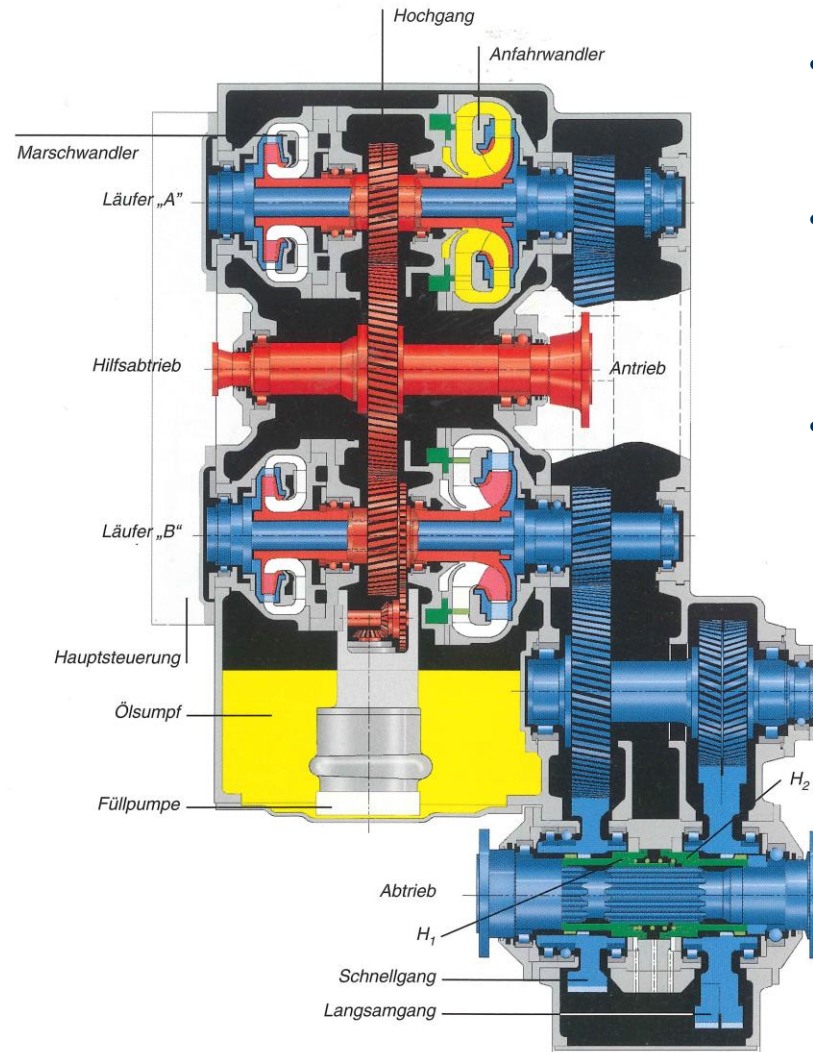 Hochgang
Anfahrwandler
Marschwandler
Läufer „A”
Hilfsabtrieb
Antrieb
Läufer „B“
Hauptsteuerung
Ölsumpf
Füllpumpe
H₂
Abtrieb
H₁
Schnellgang
Langsamgang